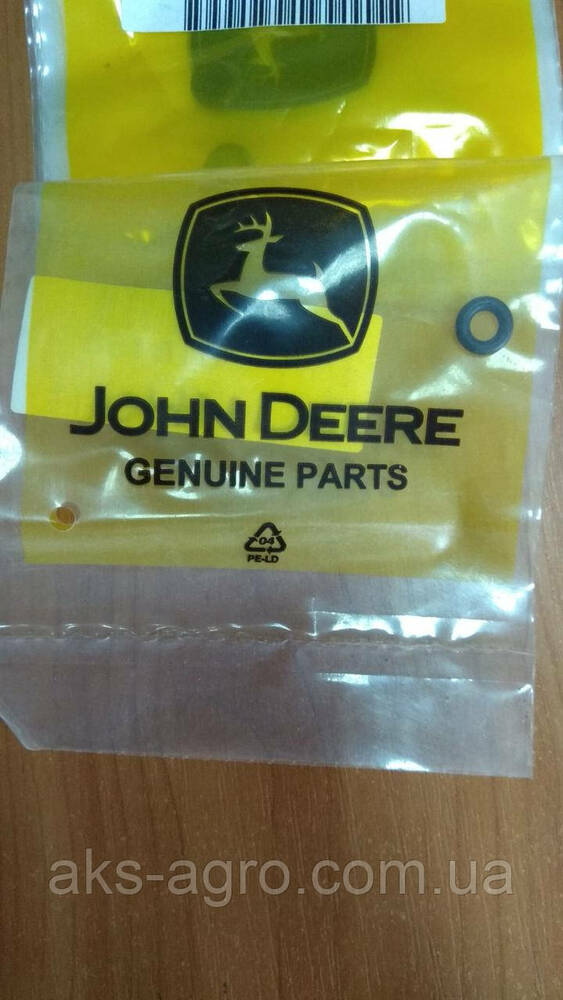 JOHN DEERE
GENUINE PARTS
04
PE-LD
aks-agro.com.ua